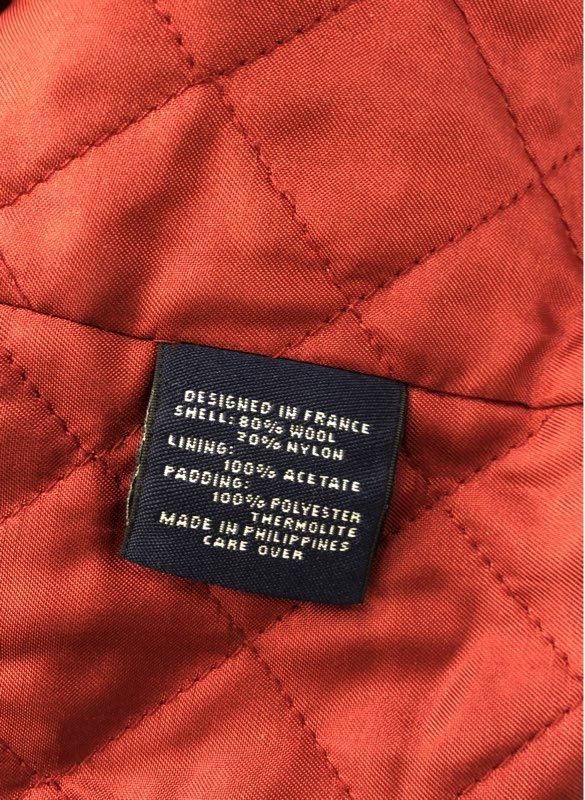 DESIGNED IN FRANCE
SHELL: 80% WOOL
20% NYLON
LINING:
100% ACETATE
PADDING:
100% POLYESTER
THERMOLITE
MADE IN PHILIPPINES
CARE OVER